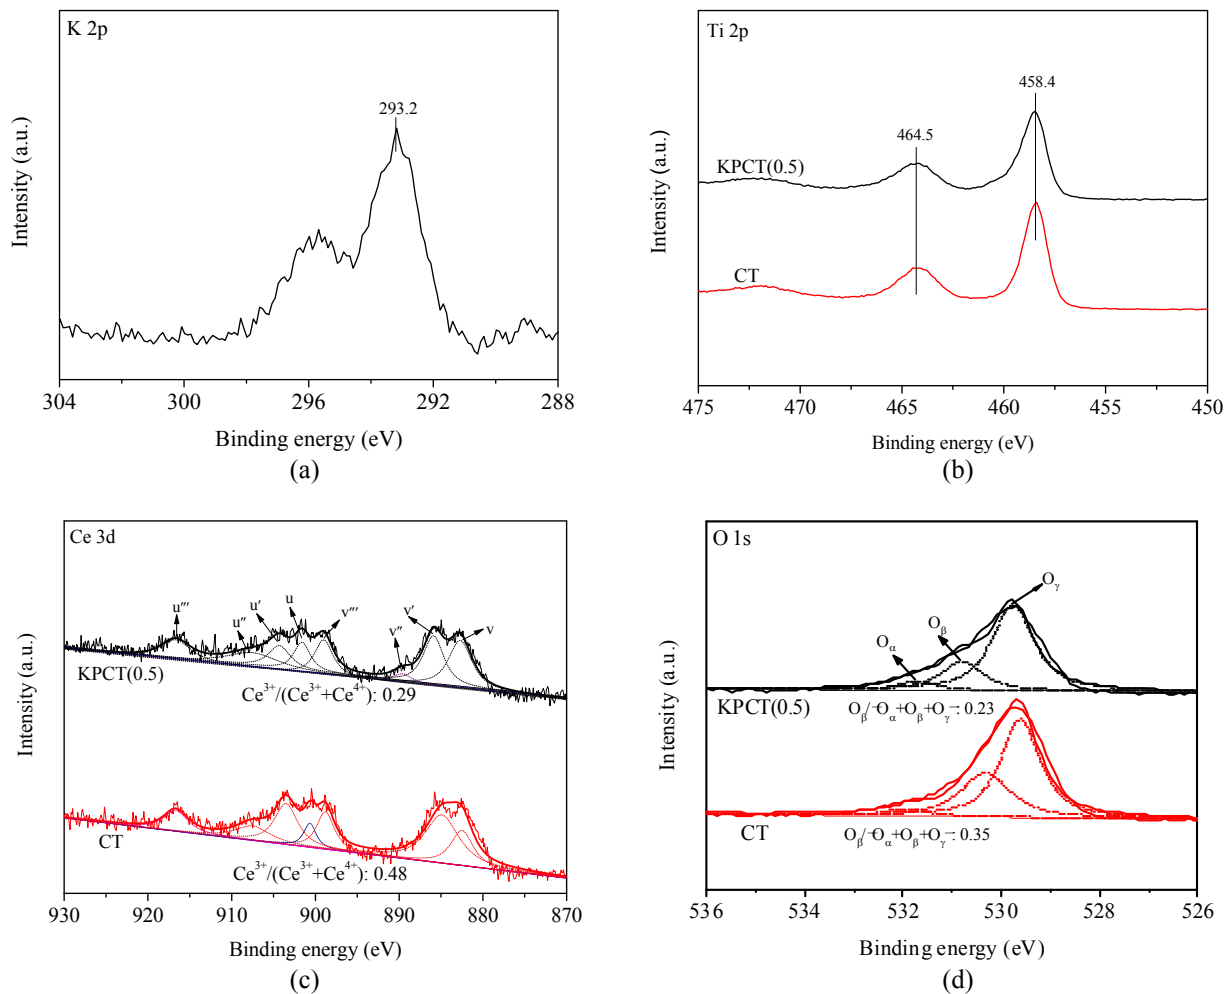 K 2p
293.2
Intensity (a.u.)
304 300 296 292 288
Binding energy (eV)
(a)
Ti 2p
458.4
464.5
KPCT(0.5)
CT
Intensity (a.u.)
475 470 465 460 455 450
Binding energy (eV)
(b)
Ce 3d
u''' u'' u' u v''' v'' v' v
KPCT(0.5)
Ce³⁺/(Ce³⁺+Ce⁴⁺): 0.29
CT
Ce³⁺/(Ce³⁺+Ce⁴⁺): 0.48
Intensity (a.u.)
930 920 910 900 890 880 870
Binding energy (eV)
(c)
O 1s
Oγ
Oβ
Oα
KPCT(0.5)
Oβ/Oα+Oβ+Oγ: 0.23
CT
Oβ/Oα+Oβ+Oγ: 0.35
Intensity (a.u.)
536 534 532 530 528 526
Binding energy (eV)
(d)